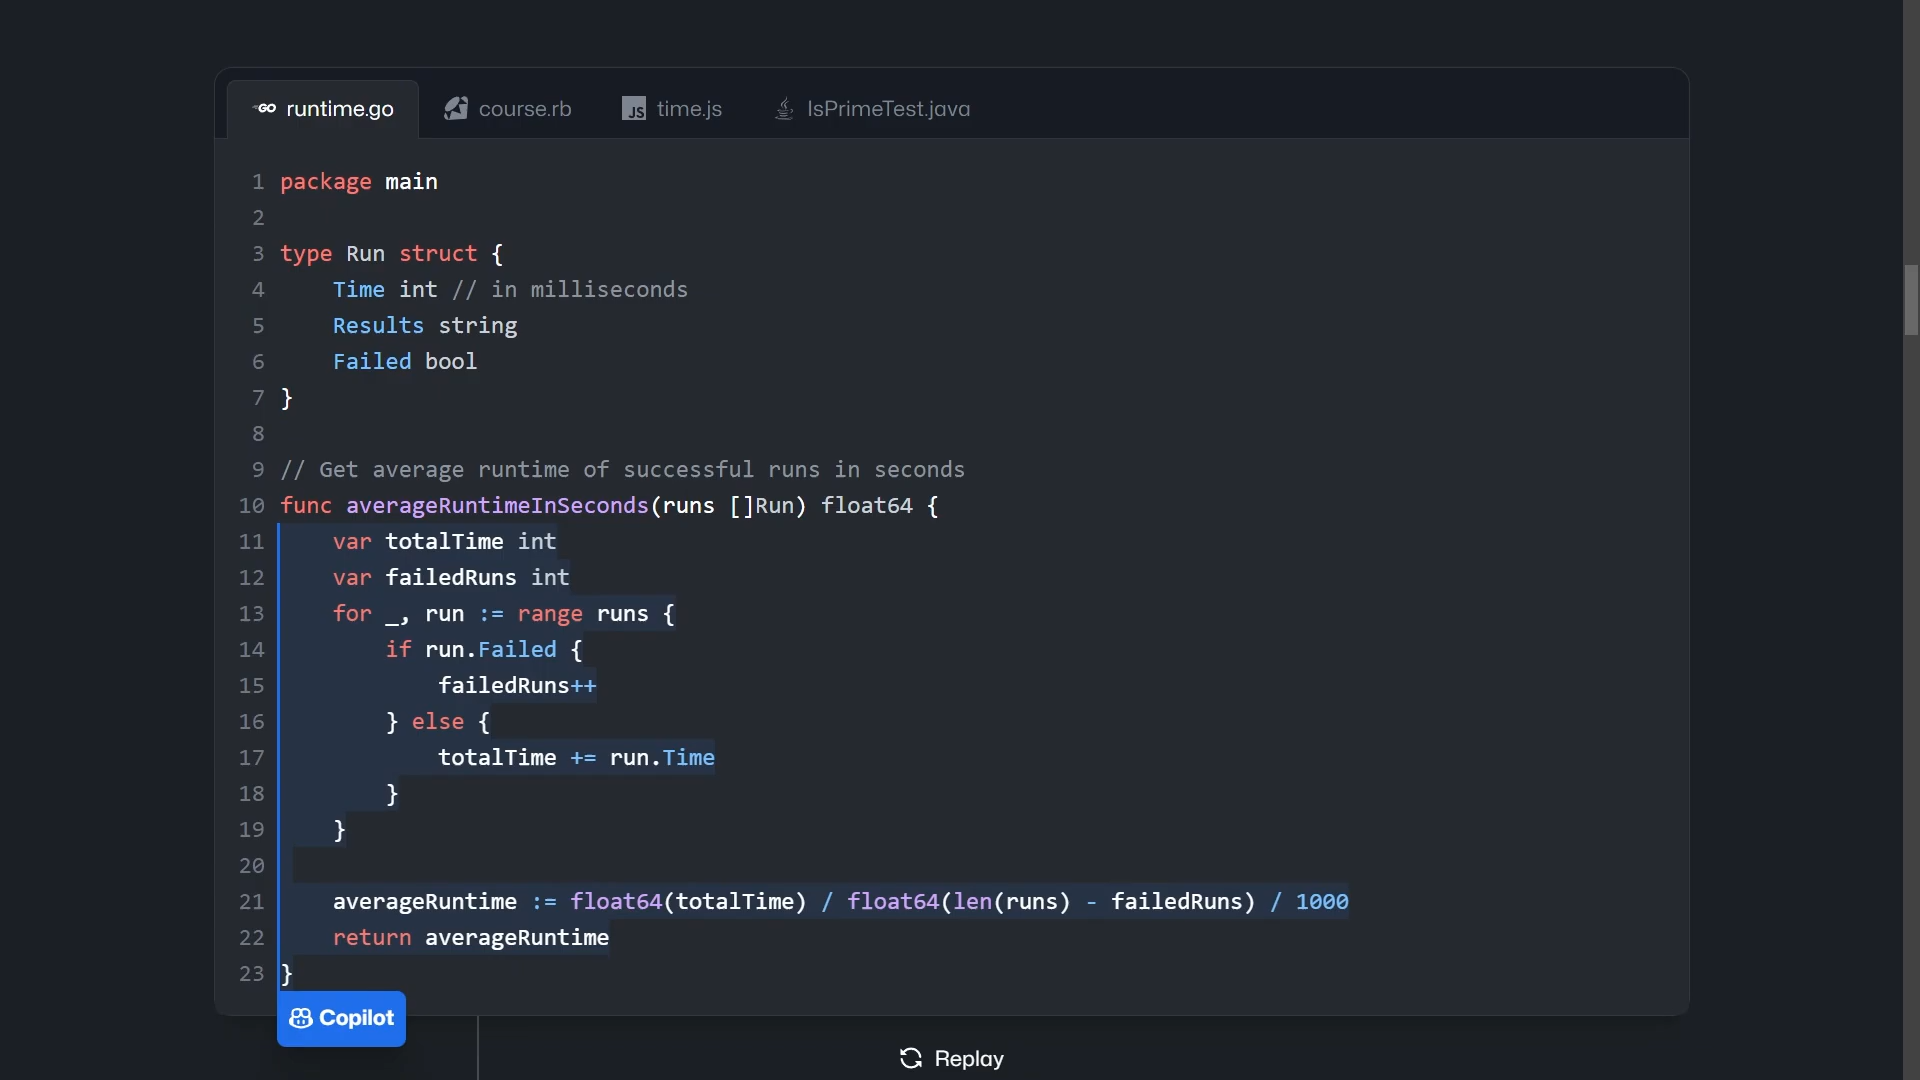 GO runtime.go course.rb JS time.js IsPrimeTest.java
1 package main
2
3 type Run struct {
4     Time int // in milliseconds
5     Results string
6     Failed bool
7 }
8
9 // Get average runtime of successful runs in seconds
10 func averageRuntimeInSeconds(runs []Run) float64 {
11     var totalTime int
12     var failedRuns int
13     for _, run := range runs {
14         if run.Failed {
15             failedRuns++
16         } else {
17             totalTime += run.Time
18         }
19     }
20
21     averageRuntime := float64(totalTime) / float64(len(runs) - failedRuns) / 1000
22     return averageRuntime
23 }
Copilot
Replay